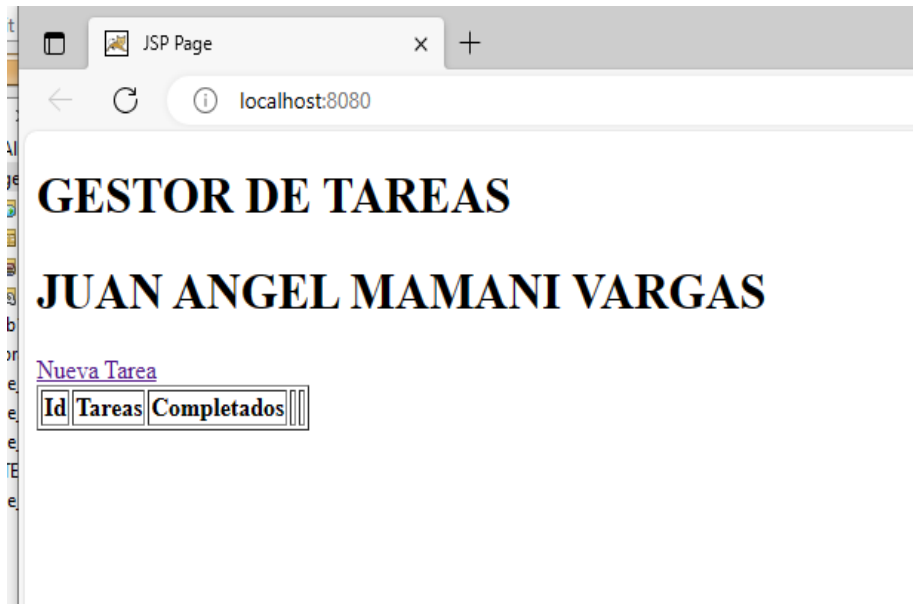 JSP Page
localhost:8080
GESTOR DE TAREAS
JUAN ANGEL MAMANI VARGAS
Nueva Tarea
Id Tareas Completados